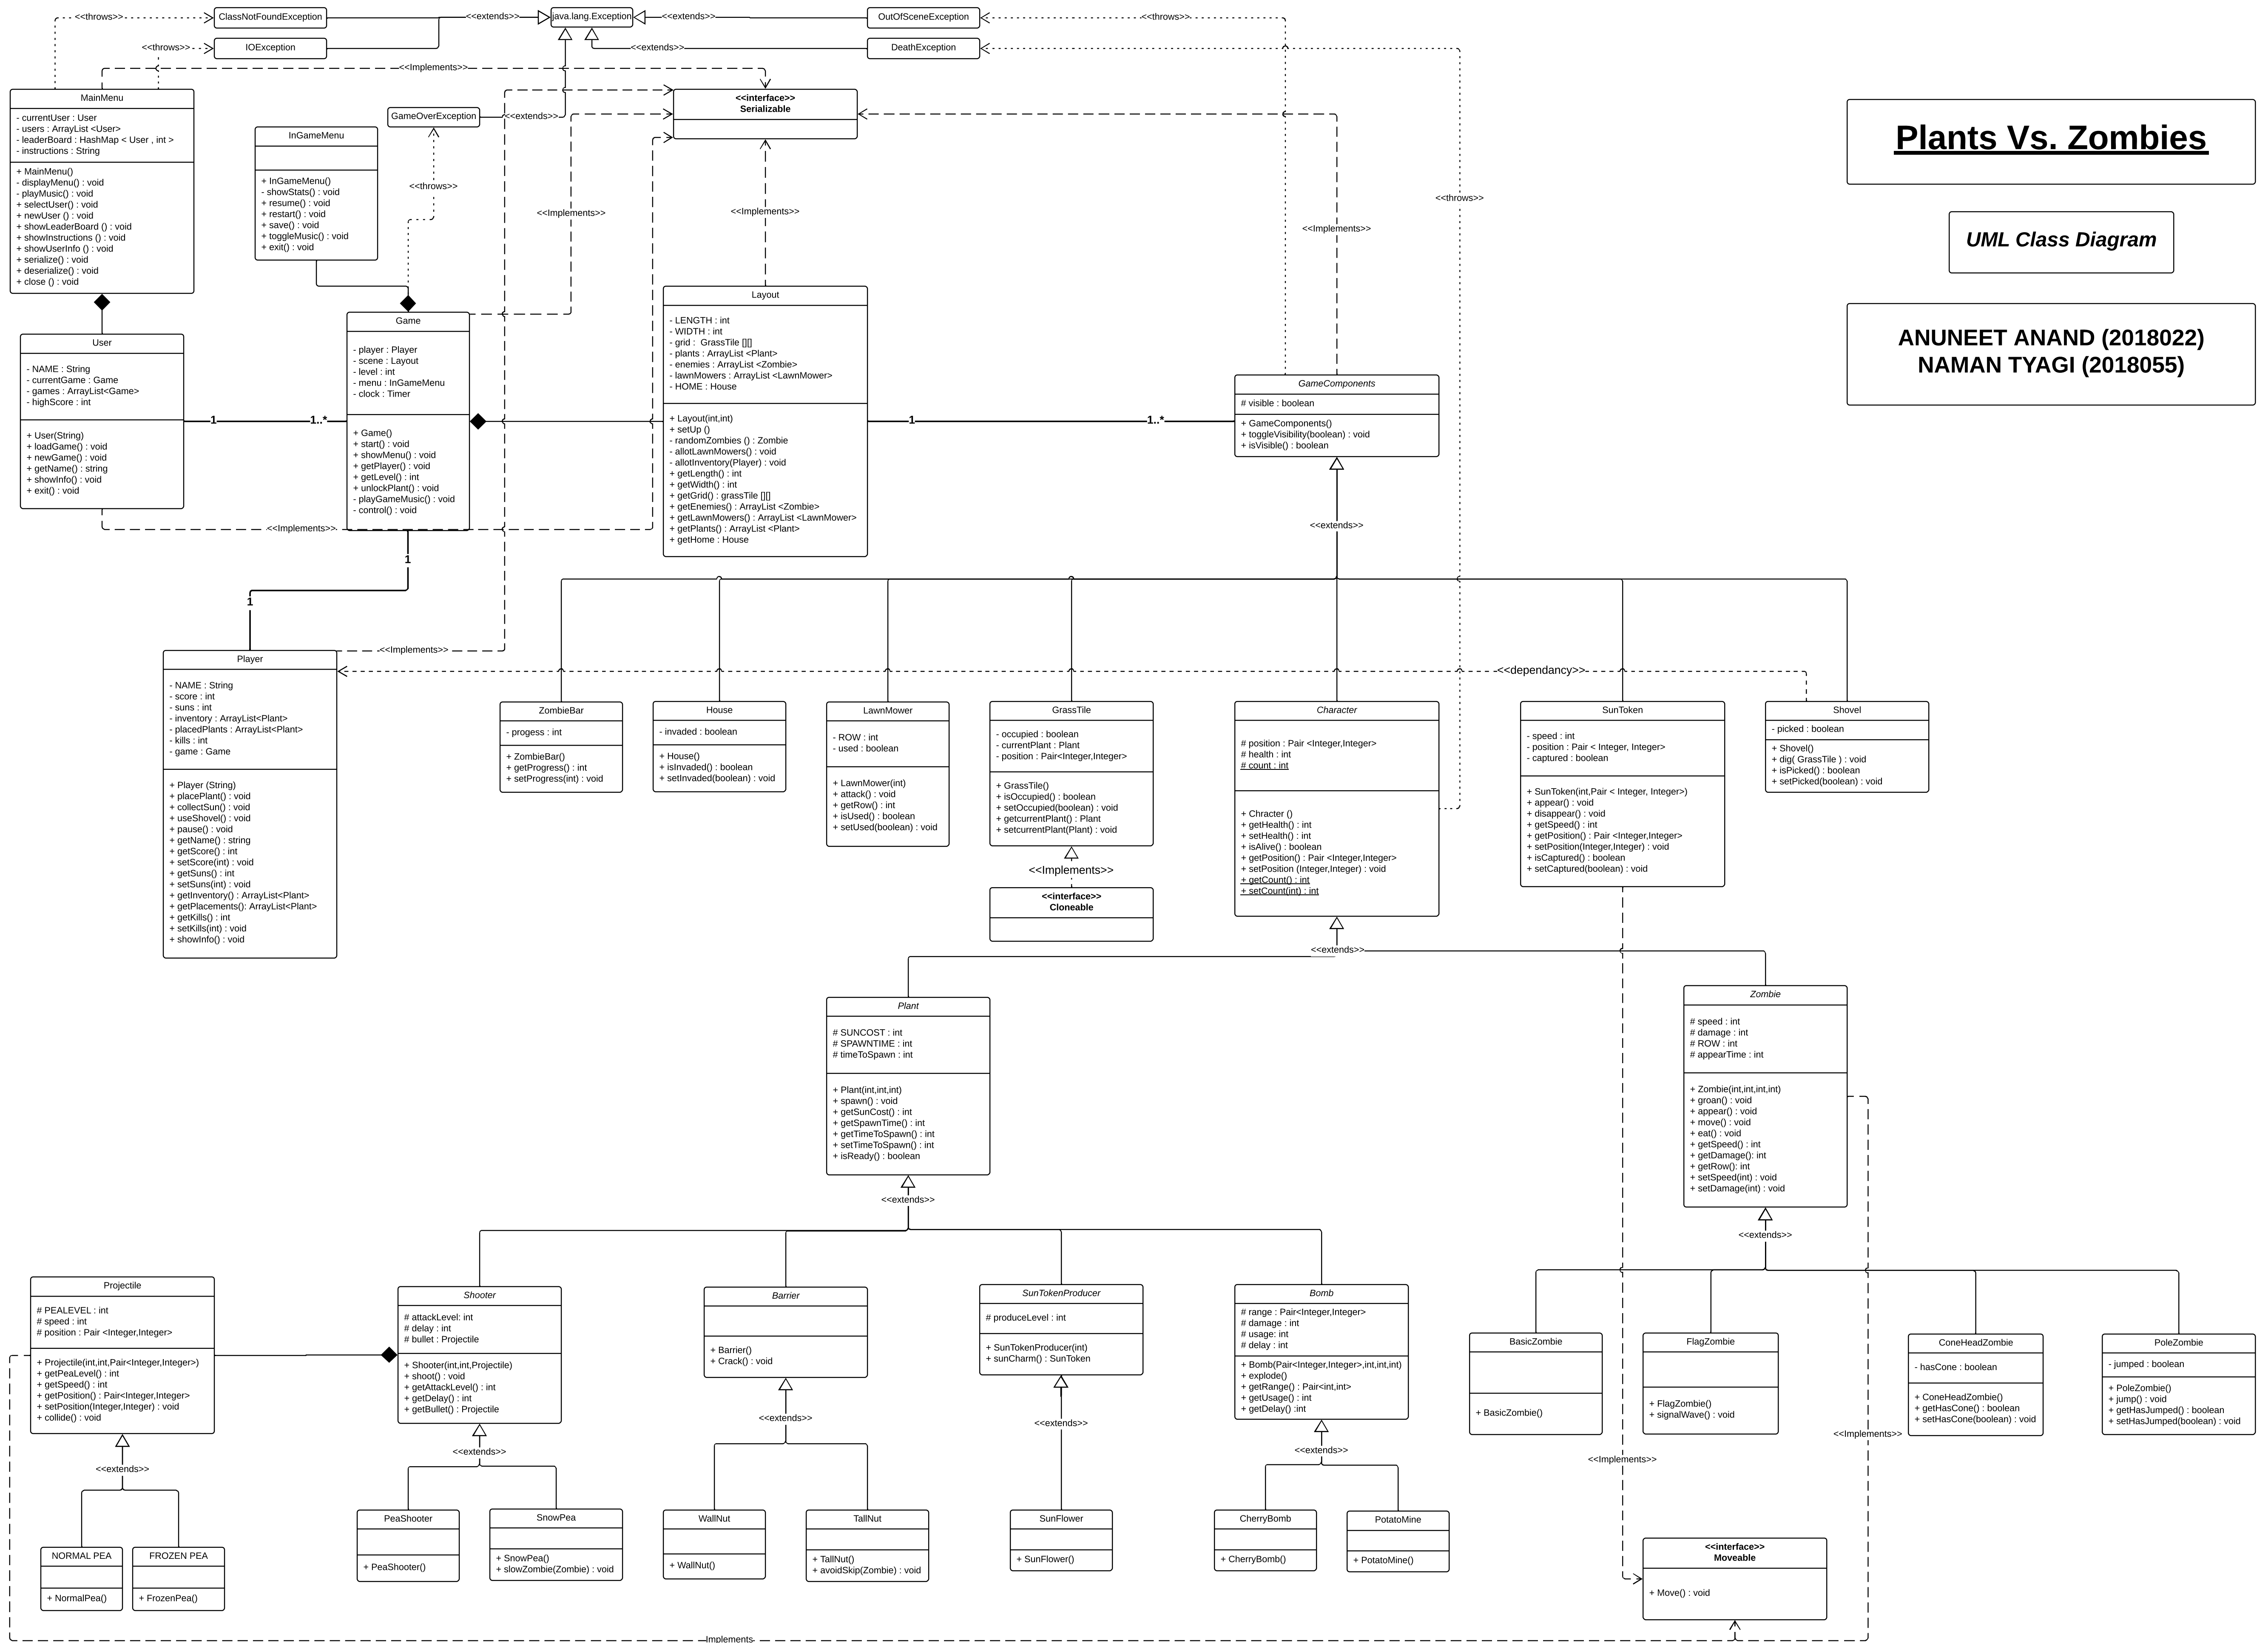 <<throws>>
ClassNotFoundException
<<extends>>
java.lang.Exception
<<extends>>
OutOfSceneException
<<throws>>
<<throws>>
IOException
<<extends>>
DeathException
<<Implements>>
MainMenu
- currentUser : User
- users : ArrayList <User>
- leaderBoard : HashMap < User , int >
- instructions : String
+ MainMenu()
- displayMenu() : void
- playMusic() : void
+ selectUser() : void
+ newUser () : void
+ showLeaderBoard () : void
+ showInstructions () : void
+ showUserInfo () : void
+ serialize() : void
+ deserialize() : void
+ close () : void
InGameMenu
+ InGameMenu()
- showStats() : void
+ resume() : void
+ restart() : void
+ save() : void
+ toggleMusic() : void
+ exit() : void
GameOverException
<<extends>>
<<throws>>
<<interface>>
Serializable
<<Implements>>
<<Implements>>
<<Implements>>
<<throws>>
Plants Vs. Zombies
UML Class Diagram
ANUNEET ANAND (2018022)
NAMAN TYAGI (2018055)
User
- NAME : String
- currentGame : Game
- games : ArrayList<Game>
- highScore : int
+ User(String)
+ loadGame() : void
+ newGame() : void
+ getName() : string
+ showInfo() : void
+ exit() : void
1
1..*
<<Implements>>
Game
- player : Player
- scene : Layout
- level : int
- menu : InGameMenu
- clock : Timer
+ Game()
+ start() : void
+ showMenu() : void
+ getPlayer() : void
+ getLevel() : int
+ unlockPlant() : void
- playGameMusic() : void
- control() : void
1
1
Layout
- LENGTH : int
- WIDTH : int
- grid :  GrassTile [][]
- plants : ArrayList <Plant>
- enemies : ArrayList <Zombie>
- lawnMowers : ArrayList <LawnMower>
- HOME : House
+ Layout(int,int)
+ setUp ()
- randomZombies () : Zombie
- allotLawnMowers() : void
- allotInventory(Player) : void
+ getLength() : int
+ getWidth() : int
+ getGrid() : grassTile [][]
+ getEnemies() : ArrayList <Zombie>
+ getLawnMowers() : ArrayList <LawnMower>
+ getPlants() : ArrayList <Plant>
+ getHome : House
1
1..*
GameComponents
# visible : boolean
+ GameComponents()
+ toggleVisibility(boolean) : void
+ isVisible() : boolean
<<extends>>
Player
- NAME : String
- score : int
- suns : int
- inventory : ArrayList<Plant>
- placedPlants : ArrayList<Plant>
- kills : int
- game : Game
+ Player (String)
+ placePlant() : void
+ collectSun() : void
+ useShovel() : void
+ pause() : void
+ getName() : string
+ getScore() : int
+ setScore(int) : void
+ getSuns() : int
+ setSuns(int) : void
+ getInventory() : ArrayList<Plant>
+ getPlacements(): ArrayList<Plant>
+ getKills() : int
+ setKills(int) : void
+ showInfo() : void
<<Implements>>
<<dependancy>>
ZombieBar
- progess : int
+ ZombieBar()
+ getProgress() : int
+ setProgress(int) : void
House
- invaded : boolean
+ House()
+ isInvaded() : boolean
+ setInvaded(boolean) : void
LawnMower
- ROW : int
- used : boolean
+ LawnMower(int)
+ attack() : void
+ getRow() : int
+ isUsed() : boolean
+ setUsed(boolean) : void
GrassTile
- occupied : boolean
- currentPlant : Plant
- position : Pair<Integer,Integer>
+ GrassTile()
+ isOccupied() : boolean
+ setOccupied(boolean) : void
+ getcurrentPlant() : Plant
+ setcurrentPlant(Plant) : void
<<Implements>>
<<interface>>
Cloneable
Character
# position : Pair <Integer,Integer>
# health : int
# count : int
+ Chracter ()
+ getHealth() : int
+ setHealth() : int
+ isAlive() : boolean
+ getPosition() : Pair <Integer,Integer>
+ setPosition (Integer,Integer) : void
+ getCount() : int
+ setCount(int) : int
<<extends>>
SunToken
- speed : int
- position : Pair < Integer, Integer>
- captured : boolean
+ SunToken(int,Pair < Integer, Integer>)
+ appear() : void
+ disappear() : void
+ getSpeed() : int
+ getPosition() : Pair <Integer,Integer>
+ setPosition(Integer,Integer) : void
+ isCaptured() : boolean
+ setCaptured(boolean) : void
Shovel
- picked : boolean
+ Shovel()
+ dig( GrassTile ) : void
+ isPicked() : boolean
+ setPicked(boolean) : void
Plant
# SUNCOST : int
# SPAWNTIME : int
# timeToSpawn : int
+ Plant(int,int,int)
+ spawn() : void
+ getSunCost() : int
+ getSpawnTime() : int
+ getTimeToSpawn() : int
+ setTimeToSpawn() : int
+ isReady() : boolean
<<extends>>
Zombie
# speed : int
# damage : int
# ROW : int
# appearTime : int
+ Zombie(int,int,int,int)
+ groan() : void
+ appear() : void
+ move() : void
+ eat() : void
+ getSpeed() : int
+ getDamage(): int
+ getRow(): int
+ setSpeed(int) : void
+ setDamage(int) : void
<<extends>>
Projectile
# PEALEVEL : int
# speed : int
# position : Pair <Integer,Integer>
+ Projectile(int,int,Pair<Integer,Integer>)
+ getPeaLevel() : int
+ getSpeed() : int
+ getPosition() : Pair<Integer,Integer>
+ setPosition(Integer,Integer) : void
+ collide() : void
<<extends>>
NORMAL PEA
+ NormalPea()
FROZEN PEA
+ FrozenPea()
Shooter
# attackLevel: int
# delay : int
# bullet : Projectile
+ Shooter(int,int,Projectile)
+ shoot() : void
+ getAttackLevel() : int
+ getDelay() : int
+ getBullet() : Projectile
<<extends>>
PeaShooter
+ PeaShooter()
SnowPea
+ SnowPea()
+ slowZombie(Zombie) : void
Barrier
+ Barrier()
+ Crack() : void
<<extends>>
WallNut
+ WallNut()
TallNut
+ TallNut()
+ avoidSkip(Zombie) : void
SunTokenProducer
# produceLevel : int
+ SunTokenProducer(int)
+ sunCharm() : SunToken
<<extends>>
SunFlower
+ SunFlower()
Bomb
# range : Pair<Integer,Integer>
# damage : int
# usage: int
# delay : int
+ Bomb(Pair<Integer,Integer>,int,int,int)
+ explode()
+ getRange() : Pair<int,int>
+ getUsage() : int
+ getDelay() :int
<<extends>>
CherryBomb
+ CherryBomb()
PotatoMine
+ PotatoMine()
BasicZombie
+ BasicZombie()
FlagZombie
+ FlagZombie()
+ signalWave() : void
ConeHeadZombie
- hasCone : boolean
+ ConeHeadZombie()
+ getHasCone() : boolean
+ setHasCone(boolean) : void
PoleZombie
- jumped : boolean
+ PoleZombie()
+ jump() : void
+ getHasJumped() : boolean
+ setHasJumped(boolean) : void
<<Implements>>
<<Implements>>
<<interface>>
Moveable
+ Move() : void
Implements